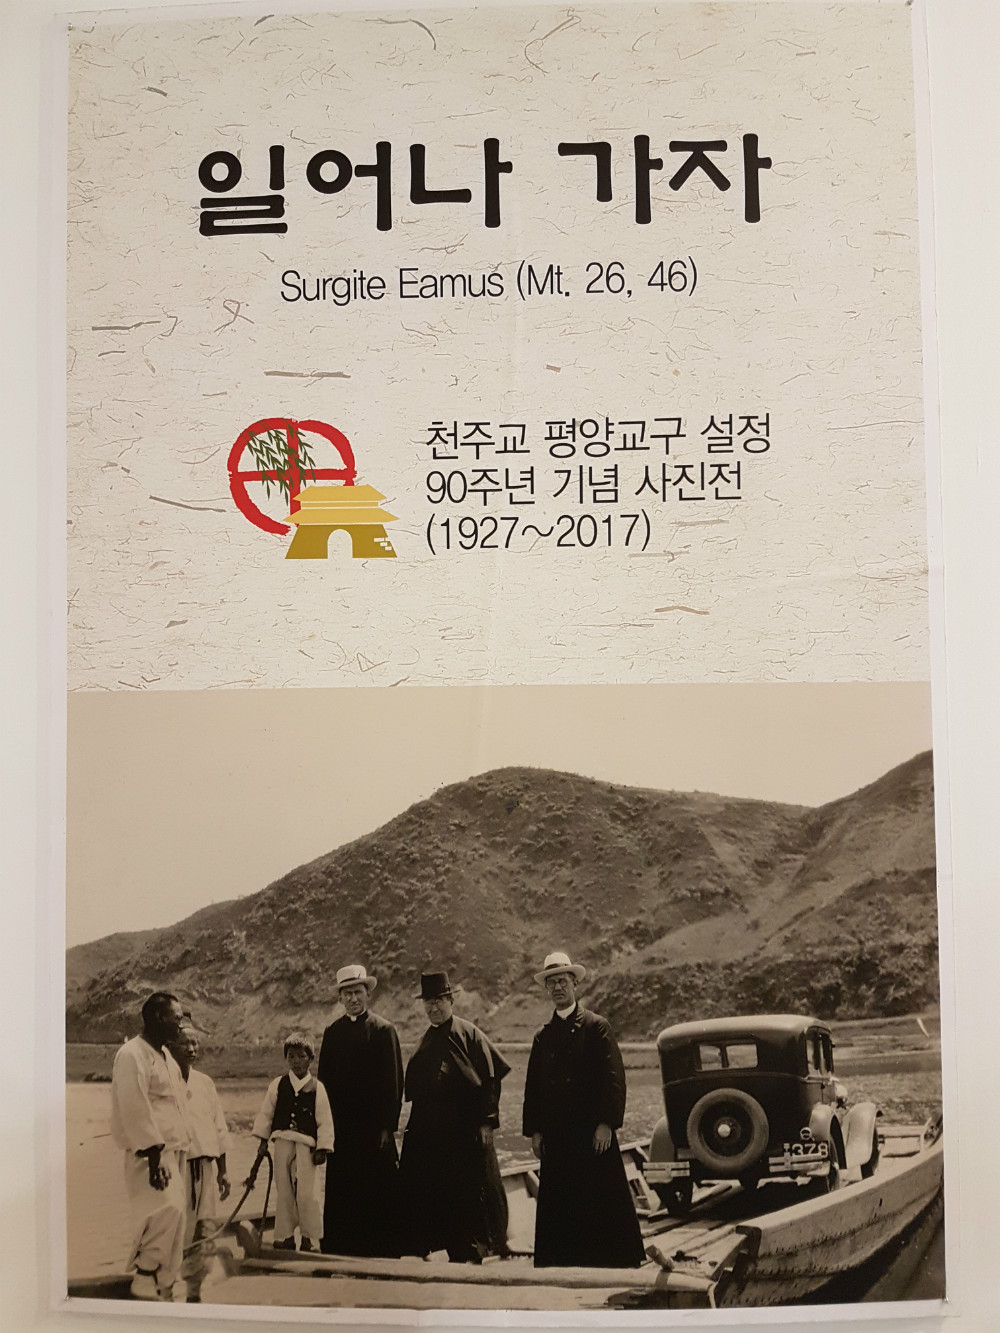 일어나 가자
Surgite Eamus (Mt. 26, 46)
천주교 평양교구 설정
90주년 기념 사진전
(1927~2017)
1378